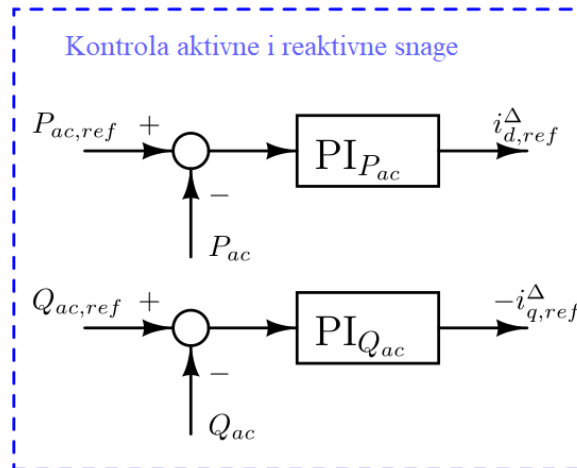 Kontrola aktivne i reaktivne snage
P_{ac,ref} + PI_{P_{ac}} i^{Δ}_{d,ref}
−
P_{ac}
Q_{ac,ref} + PI_{Q_{ac}} −i^{Δ}_{q,ref}
−
Q_{ac}